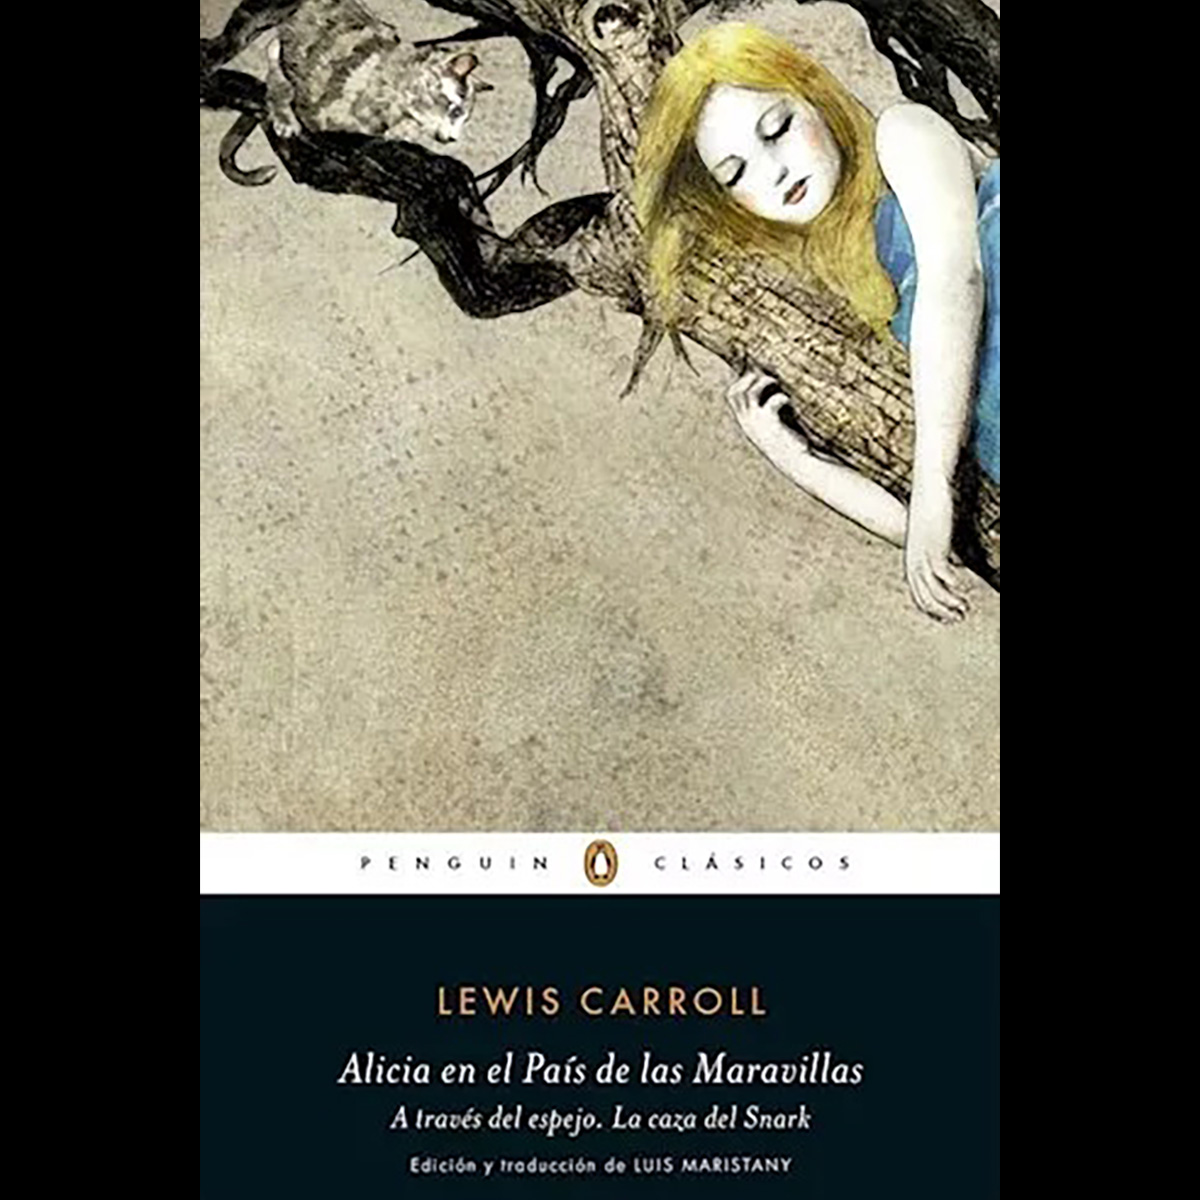 PENGUIN CLÁSICOS
LEWIS CARROLL
Alicia en el País de las Maravillas
A través del espejo. La caza del Snark
Edición y traducción de LUIS MARISTANY